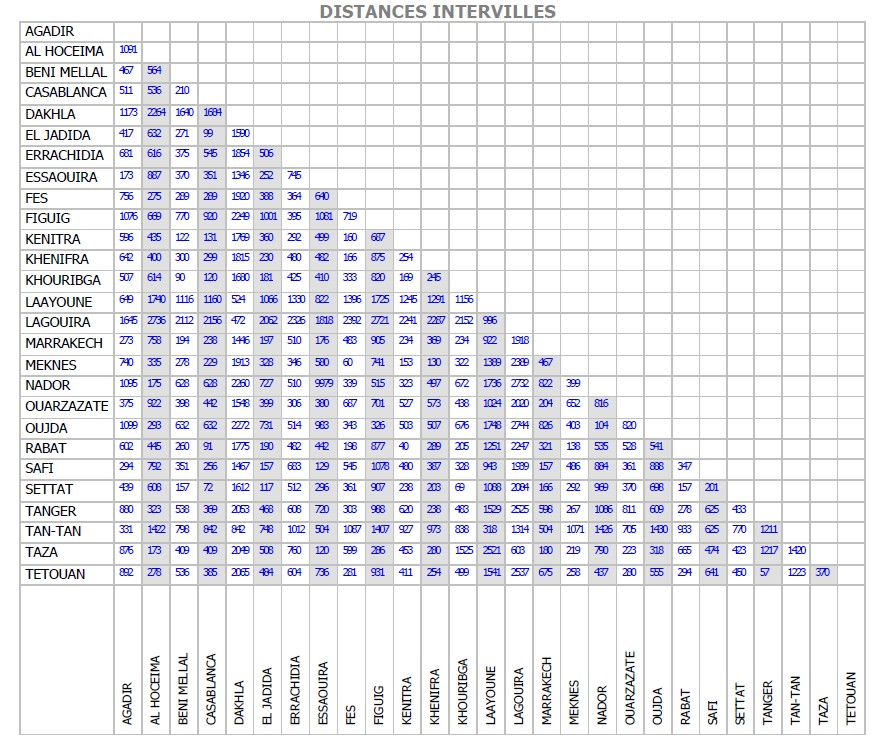 DISTANCES INTERVILLES
AGADIR
AL HOCEIMA 1091
BENI MELLAL 467 564
CASABLANCA 511 536 210
DAKHLA 1173 2264 1640 1684
EL JADIDA 417 632 271 99 1590
ERRACHIDIA 681 616 375 545 1854 506
ESSAOUIRA 173 887 370 351 1346 252 745
FES 756 275 289 289 1920 388 364 640
FIGUIG 1076 669 770 920 2249 1001 395 1081 719
KENITRA 596 435 122 131 1769 360 292 499 160 687
KHENIFRA 642 400 300 299 1815 230 480 482 166 875 254
KHOURIBGA 507 614 90 120 1680 181 425 410 333 820 169 245
LAAYOUNE 649 1740 1116 1160 524 1066 1330 822 1396 1725 1245 1291 1156
LAGOUIRA 1645 2736 2112 2156 472 2062 2326 1818 2392 2721 2241 2287 2152 996
MARRAKECH 273 758 194 238 1446 197 510 176 483 905 234 369 234 922 1918
MEKNES 740 335 278 229 1913 328 346 580 60 741 153 130 122 1389 2389 467
NADOR 1095 175 628 628 2260 727 510 9979 339 515 323 497 672 1736 2732 822 399
OUARZAZATE 375 922 398 442 1548 399 306 380 687 701 527 573 438 1024 2020 204 652 816
OUJDA 1099 293 632 632 2272 731 514 983 343 326 503 507 676 1748 2744 826 403 104 820
RABAT 602 445 260 91 1775 190 482 442 198 877 40 289 205 1251 2247 321 138 535 528 541
SAFI 294 792 351 256 1467 157 683 129 545 1078 480 387 328 943 1939 157 486 884 361 888 347
SETTAT 439 608 157 72 1612 117 512 296 361 907 238 203 69 1088 2084 166 292 969 370 698 157 201
TANGER 880 323 538 369 2053 468 608 720 303 988 620 238 483 1529 2525 598 267 1086 811 609 278 625 433
TAN-TAN 331 1422 798 842 842 748 1012 504 1087 1407 927 973 838 318 1314 504 1071 1426 705 1430 933 625 770 1211
TAZA 876 173 409 409 2049 508 760 120 599 286 453 280 1525 2521 603 180 219 790 223 318 665 474 423 1217 1420
TETOUAN 892 278 536 385 2065 484 604 736 281 931 411 254 499 1541 2537 675 258 437 280 555 294 641 450 57 1223 370
AGADIR
AL HOCEIMA
BENI MELLAL
CASABLANCA
DAKHLA
EL JADIDA
ERRACHIDIA
ESSAOUIRA
FES
FIGUIG
KENITRA
KHENIFRA
KHOURIBGA
LAAYOUNE
LAGOUIRA
MARRAKECH
MEKNES
NADOR
OUARZAZATE
OUJDA
RABAT
SAFI
SETTAT
TANGER
TAN-TAN
TAZA
TETOUAN